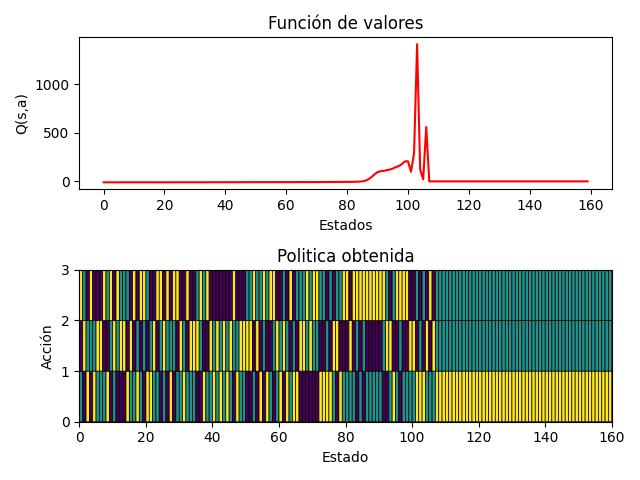 Función de valores
Q(s,a)
1000
500
0
0 20 40 60 80 100 120 140 160
Estados
Politica obtenida
Acción
3
2
1
0
0 20 40 60 80 100 120 140 160
Estado